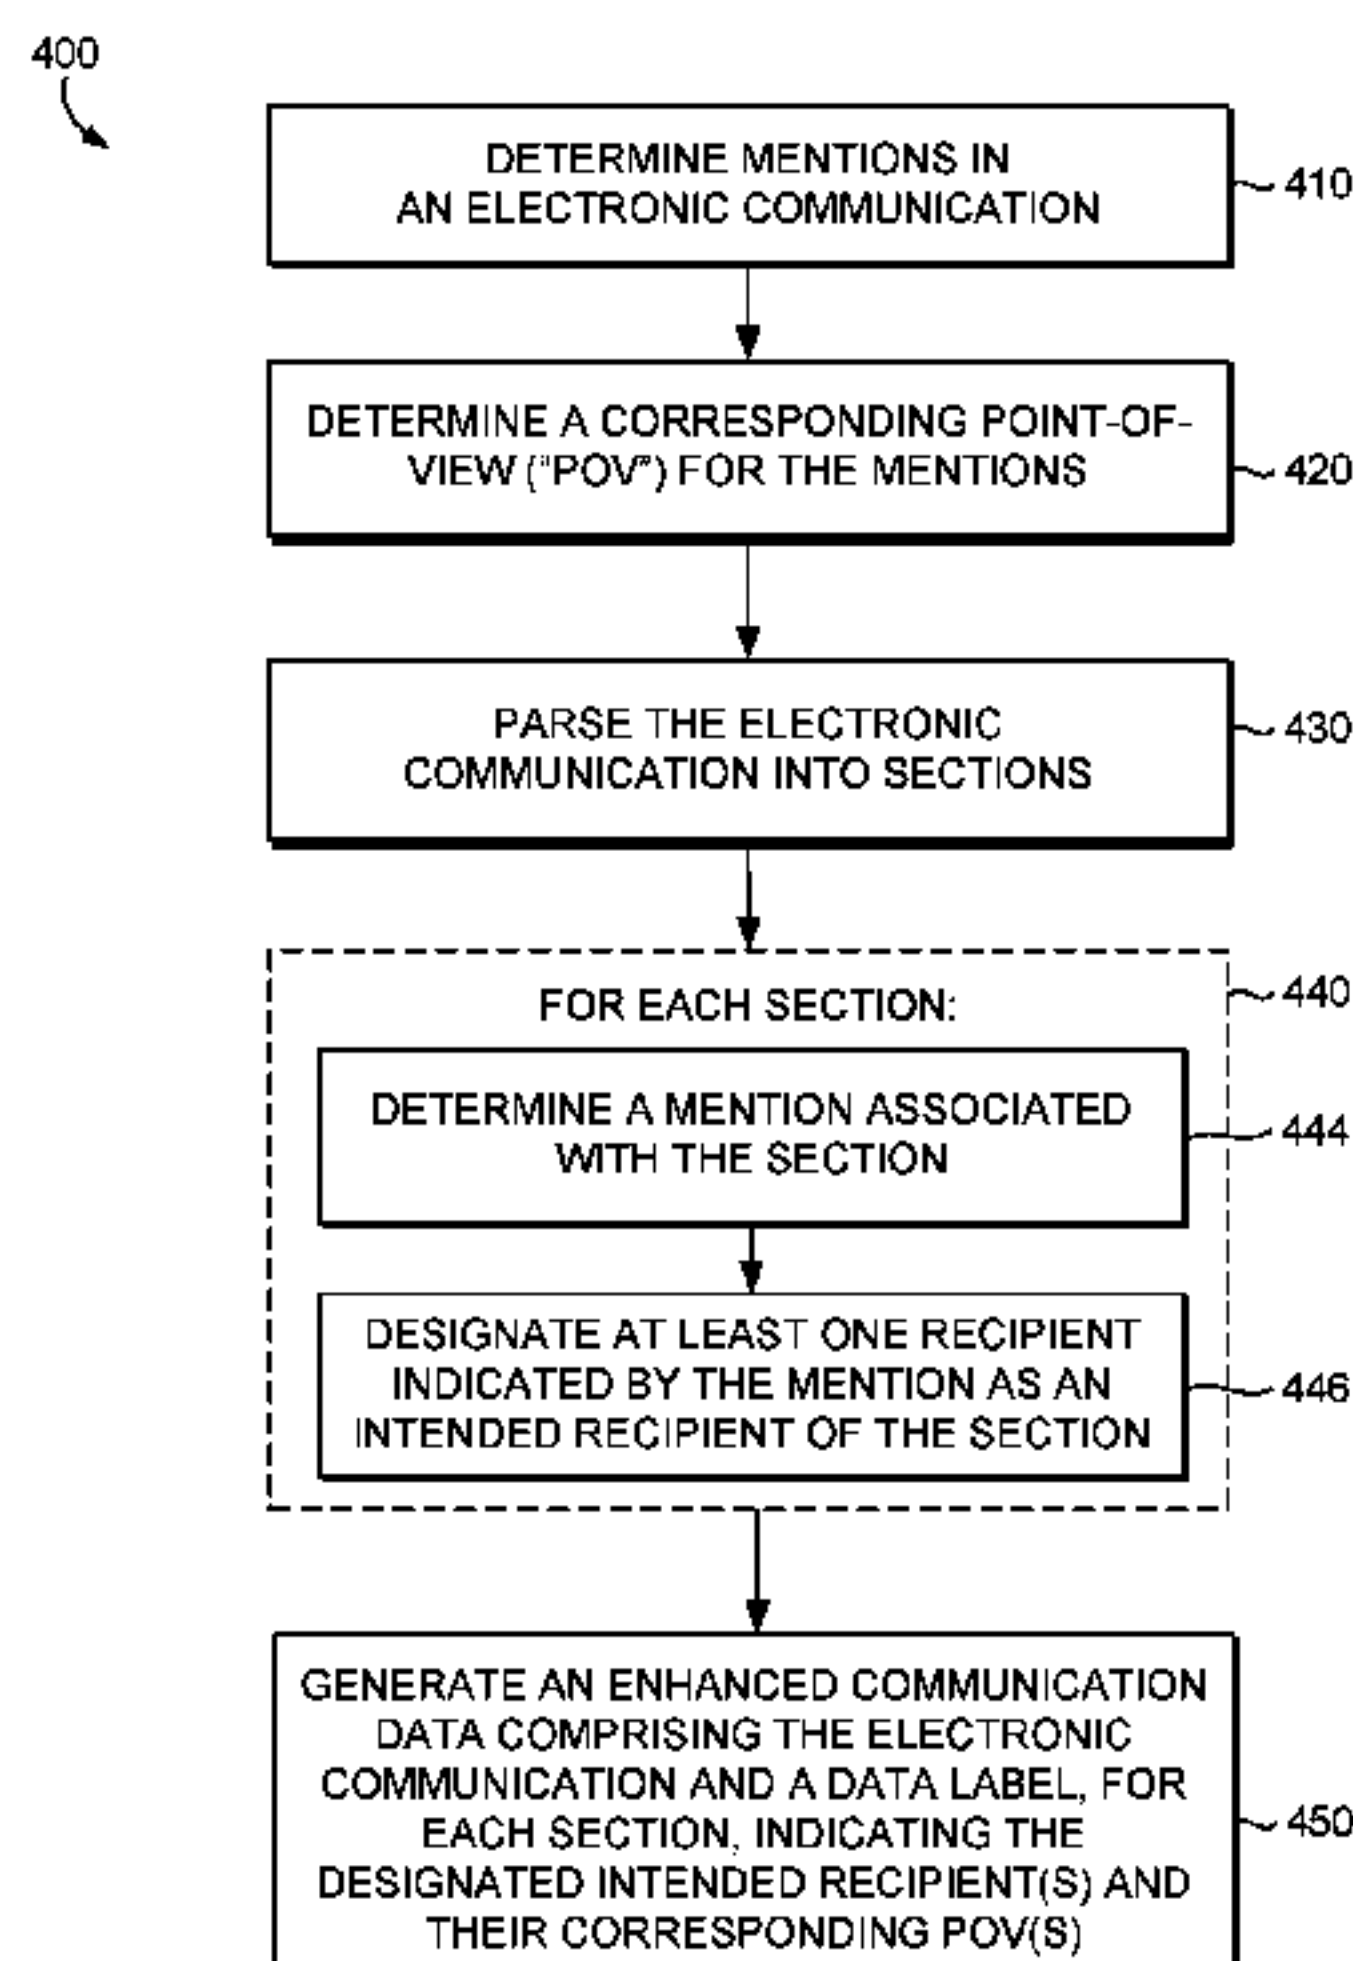 400
DETERMINE MENTIONS IN
AN ELECTRONIC COMMUNICATION
410
DETERMINE A CORRESPONDING POINT-OF-
VIEW ("POV") FOR THE MENTIONS
420
PARSE THE ELECTRONIC
COMMUNICATION INTO SECTIONS
430
FOR EACH SECTION:
440
DETERMINE A MENTION ASSOCIATED
WITH THE SECTION
444
DESIGNATE AT LEAST ONE RECIPIENT
INDICATED BY THE MENTION AS AN
INTENDED RECIPIENT OF THE SECTION
446
GENERATE AN ENHANCED COMMUNICATION
DATA COMPRISING THE ELECTRONIC
COMMUNICATION AND A DATA LABEL, FOR
EACH SECTION, INDICATING THE
DESIGNATED INTENDED RECIPIENT(S) AND
THEIR CORRESPONDING POV(S)
450